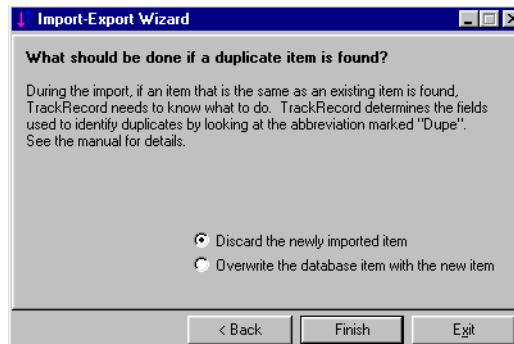 Import-Export Wizard
What should be done if a duplicate item is found?
During the import, if an item that is the same as an existing item is found,
TrackRecord needs to know what to do. TrackRecord determines the fields
used to identify duplicates by looking at the abbreviation marked "Dupe".
See the manual for details.
Discard the newly imported item
Overwrite the database item with the new item
< Back Finish Exit